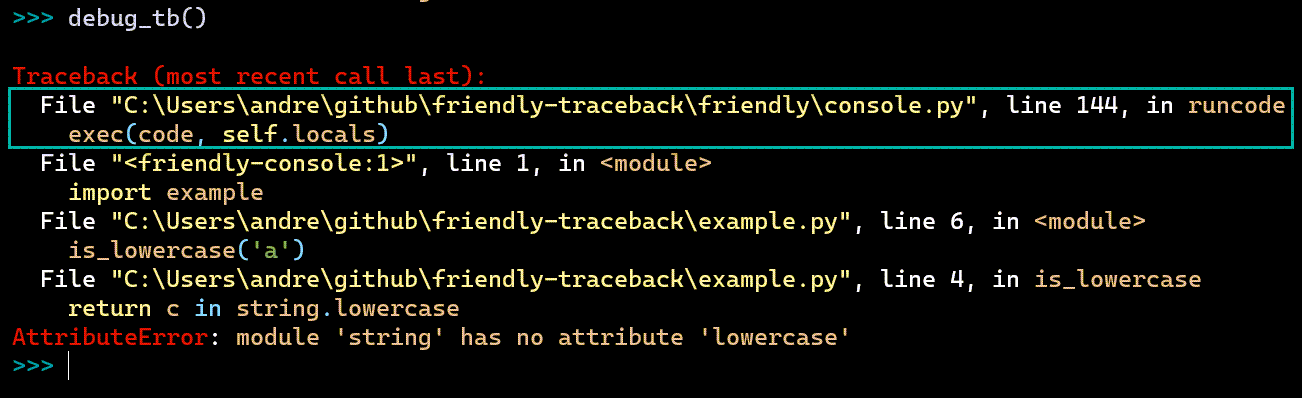 >>> debug_tb()
Traceback (most recent call last):
  File "C:\Users\andre\github\friendly-traceback\friendly\console.py", line 144, in runcode
    exec(code, self.locals)
  File "<friendly-console:1>", line 1, in <module>
    import example
  File "C:\Users\andre\github\friendly-traceback\example.py", line 6, in <module>
    is_lowercase('a')
  File "C:\Users\andre\github\friendly-traceback\example.py", line 4, in is_lowercase
    return c in string.lowercase
AttributeError: module 'string' has no attribute 'lowercase'
>>>